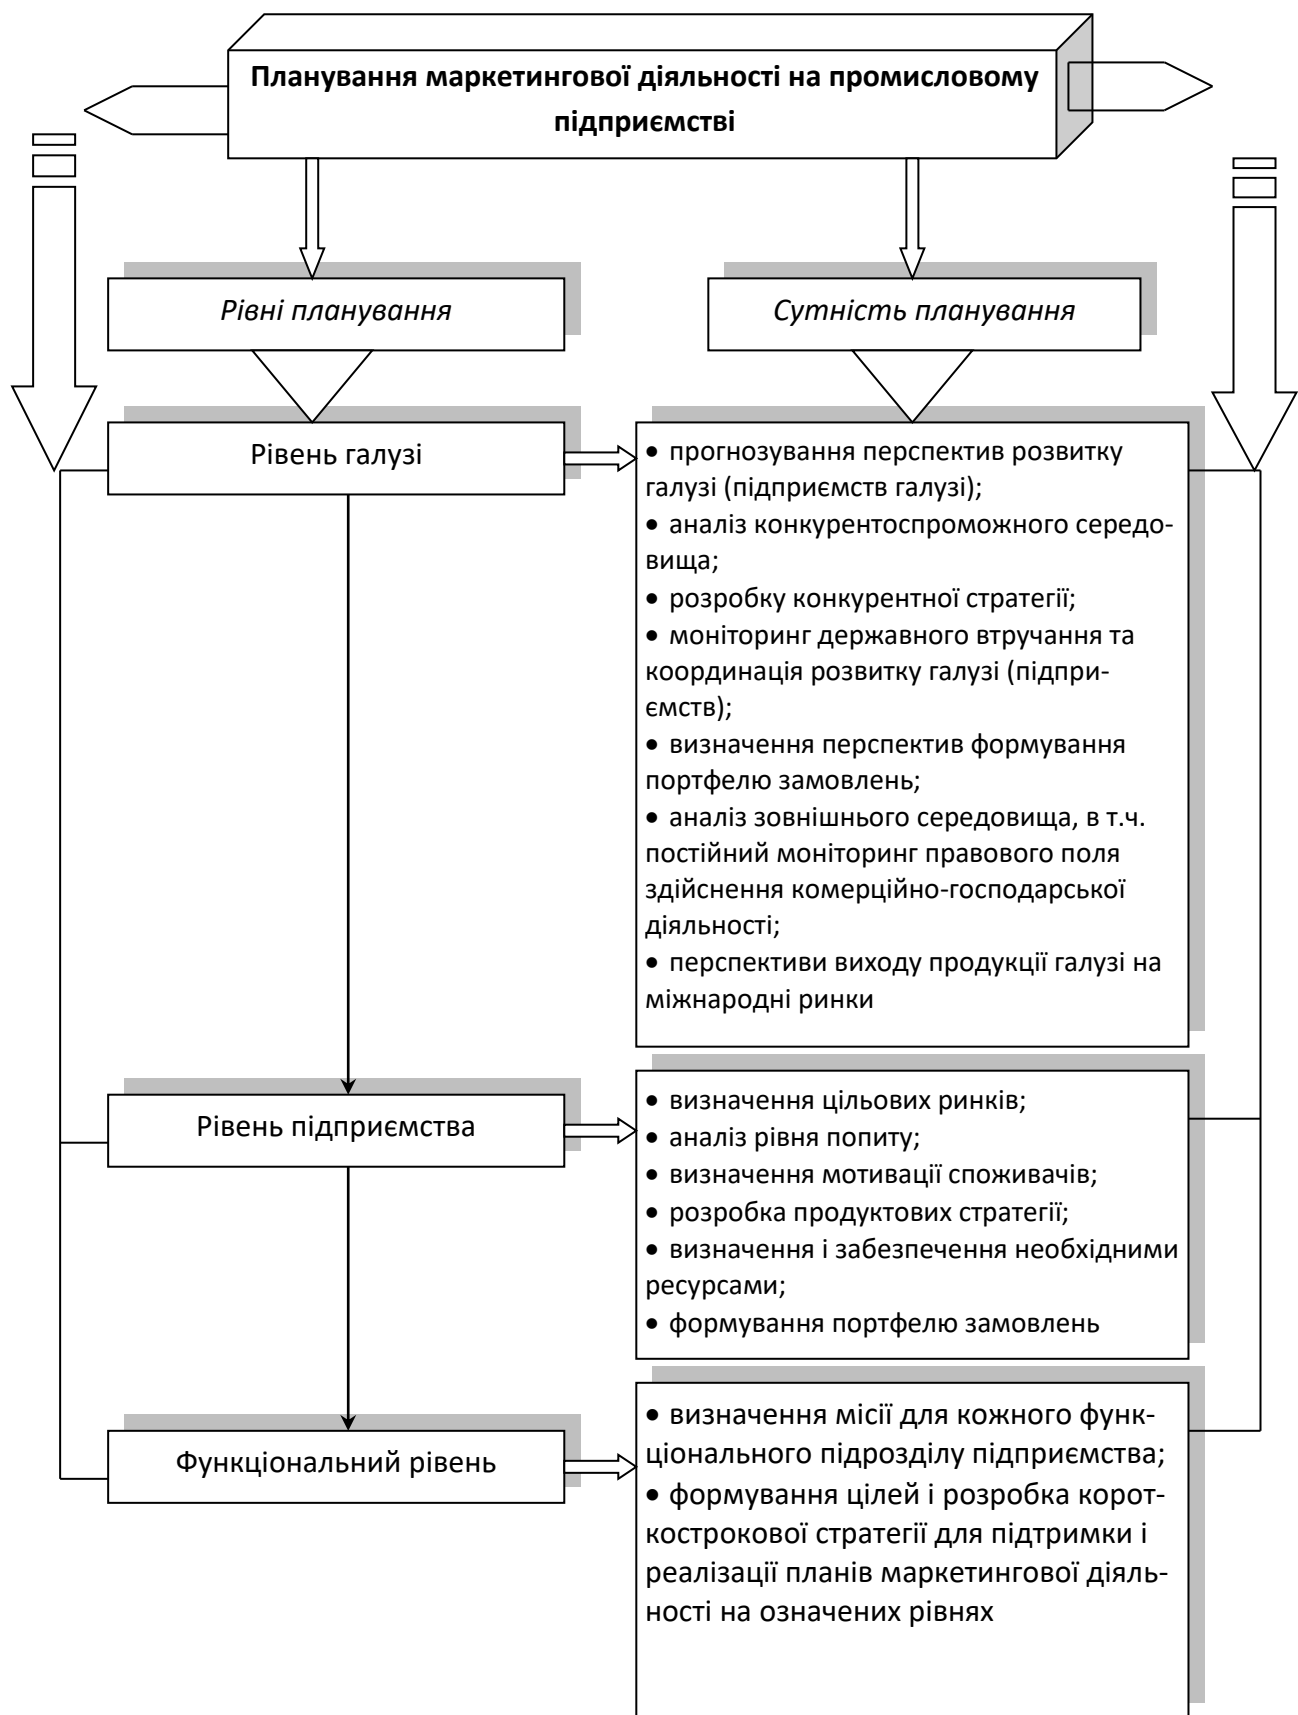 Планування маркетингової діяльності на промисловому
підприємстві
Рівні планування
Сутність планування
Рівень галузі
• прогнозування перспектив розвитку
галузі (підприємств галузі);
• аналіз конкурентоспроможного середо-
вища;
• розробку конкурентної стратегії;
• моніторинг державного втручання та
координація розвитку галузі (підпри-
ємств);
• визначення перспектив формування
портфелю замовлень;
• аналіз зовнішнього середовища, в т.ч.
постійний моніторинг правового поля
здійснення комерційно-господарської
діяльності;
• перспективи виходу продукції галузі на
міжнародні ринки
Рівень підприємства
• визначення цільових ринків;
• аналіз рівня попиту;
• визначення мотивації споживачів;
• розробка продуктових стратегії;
• визначення і забезпечення необхідними
ресурсами;
• формування портфелю замовлень
Функціональний рівень
• визначення місії для кожного функ-
ціонального підрозділу підприємства;
• формування цілей і розробка корот-
кострокової стратегії для підтримки і
реалізації планів маркетингової діяль-
ності на означених рівнях